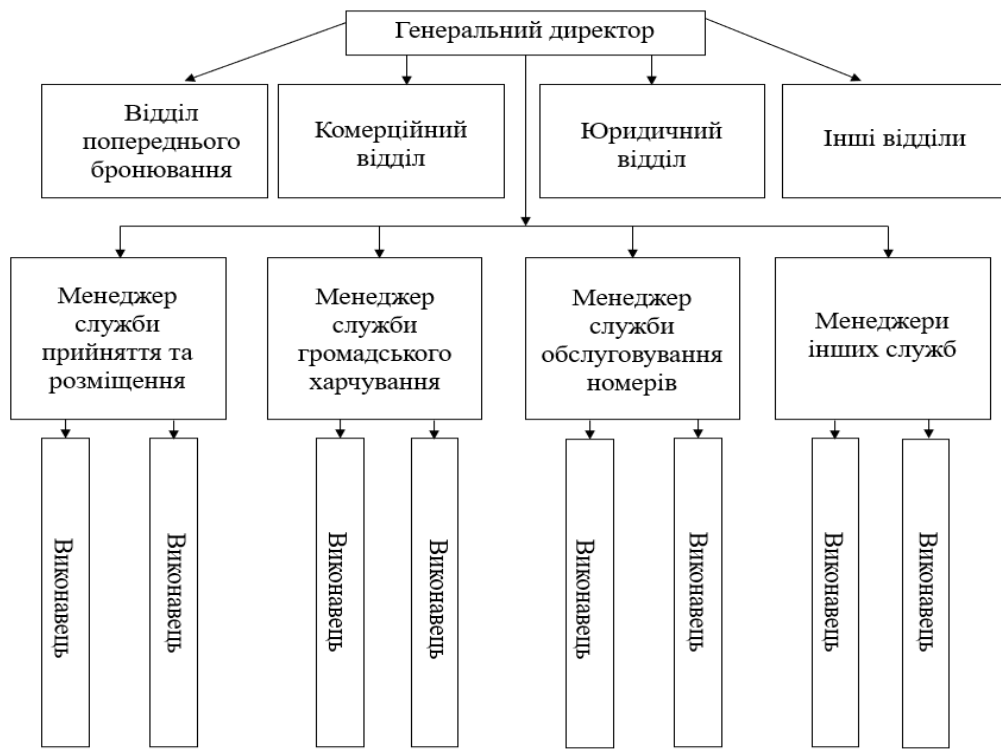 Генеральний директор
Відділ
попереднього
бронювання
Комерційний
відділ
Юридичний
відділ
Інші відділи
Менеджер
служби
прийняття та
розміщення
Менеджер
служби
громадського
харчування
Менеджер
служби
обслуговування
номерів
Менеджери
інших служб
Виконавець
Виконавець
Виконавець
Виконавець
Виконавець
Виконавець
Виконавець
Виконавець